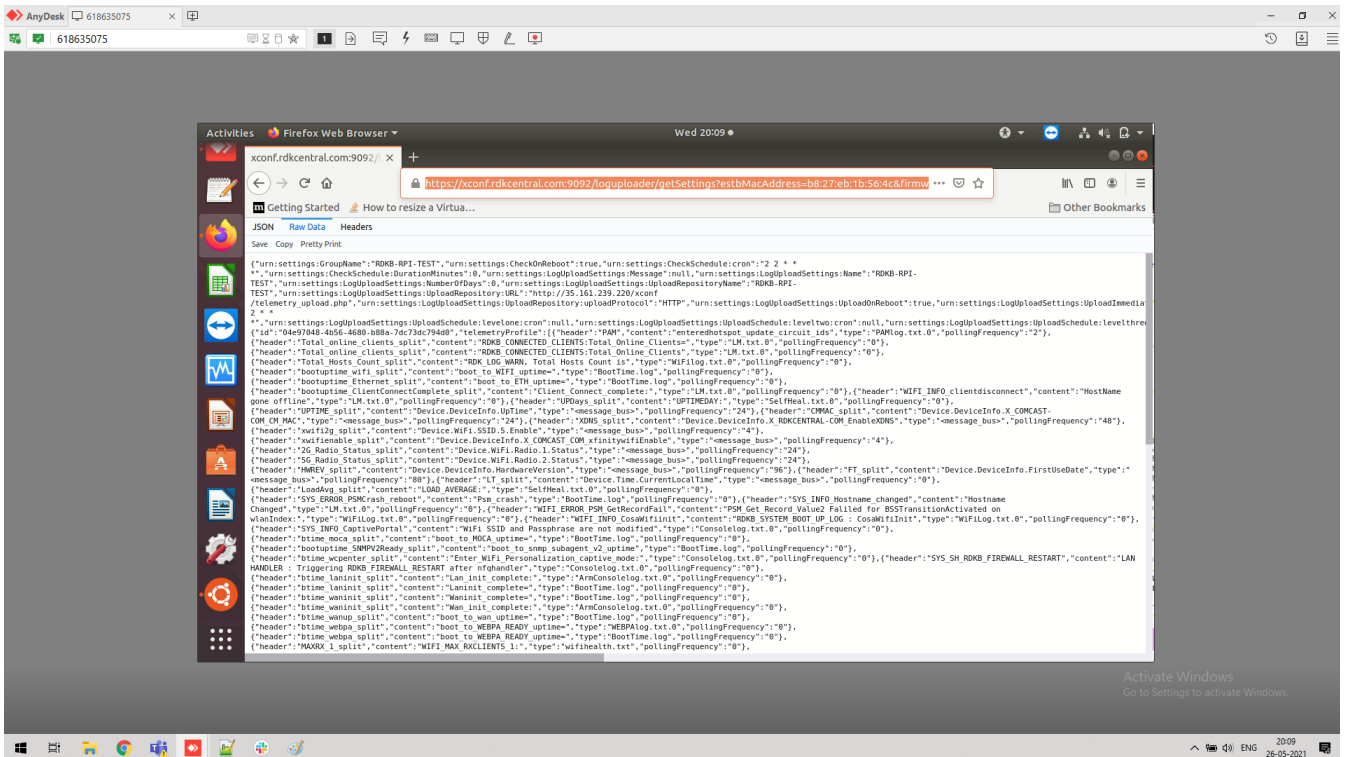 AnyDesk 618635075
618635075 1
Activities Firefox Web Browser Wed 20:09
xconf.rdkcentral.com:9092/l
https://xconf.rdkcentral.com:9092/loguploader/getSettings?estbMacAddress=b8:27:eb:1b:56:4c&firmw
Getting Started How to resize a Virtua... Other Bookmarks
JSON Raw Data Headers
Save Copy Pretty Print
{"urn:settings:GroupName":"RDKB-RPI-TEST","urn:settings:CheckOnReboot":true,"urn:settings:CheckSchedule:cron":"2 2 * *
*","urn:settings:CheckSchedule:DurationMinutes":0,"urn:settings:LogUploadSettings:Message":null,"urn:settings:LogUploadSettings:Name":"RDKB-RPI-
TEST","urn:settings:LogUploadSettings:NumberOfDays":0,"urn:settings:LogUploadSettings:UploadRepositoryName":"RDKB-RPI-
TEST","urn:settings:LogUploadSettings:UploadRepository:URL":"http://35.161.239.220/xconf
/telemetry_upload.php","urn:settings:LogUploadSettings:UploadRepository:uploadProtocol":"HTTP","urn:settings:LogUploadSettings:UploadOnReboot":true,"urn:settings:LogUploadSettings:UploadImmedia
2 * *
*","urn:settings:LogUploadSettings:UploadSchedule:levelone:cron":null,"urn:settings:LogUploadSettings:UploadSchedule:leveltwo:cron":null,"urn:settings:LogUploadSettings:UploadSchedule:levelthre
{"id":"04e97048-4b56-4680-b88a-7dc73dc794d0","telemetryProfile":[{"header":"PAM","content":"enteredhotspot_update_circuit_ids","type":"PAMlog.txt.0","pollingFrequency":"2"},
{"header":"Total_online_clients_split","content":"RDKB_CONNECTED_CLIENTS:Total_Online_Clients=","type":"LM.txt.0","pollingFrequency":"0"},
{"header":"Total_online_clients_split","content":"RDKB_CONNECTED_CLIENTS:Total_Online_Clients","type":"LM.txt.0","pollingFrequency":"0"},
{"header":"Total_Hosts_Count_split","content":"RDK_LOG_WARN, Total Hosts Count is","type":"WiFilog.txt.0","pollingFrequency":"0"},
{"header":"bootuptime_wifi_split","content":"boot_to_WIFI_uptime=","type":"BootTime.log","pollingFrequency":"0"},
{"header":"bootuptime_Ethernet_split","content":"boot_to_ETH_uptime=","type":"BootTime.log","pollingFrequency":"0"},
{"header":"bootuptime_ClientConnectComplete_split","content":"Client_Connect_complete:","type":"LM.txt.0","pollingFrequency":"0"},{"header":"WIFI_INFO_clientdisconnect","content":"HostName
gone offline","type":"LM.txt.0","pollingFrequency":"0"},{"header":"UPDays_split","content":"UPTIMEDAY:","type":"SelfHeal.txt.0","pollingFrequency":"0"},
{"header":"UPTIME_split","content":"Device.DeviceInfo.UpTime","type":"<message_bus>","pollingFrequency":"24"},{"header":"CMMAC_split","content":"Device.DeviceInfo.X_COMCAST-
COM_CM_MAC","type":"<message_bus>","pollingFrequency":"24"},{"header":"XDNS_split","content":"Device.DeviceInfo.X_RDKCENTRAL-COM_EnableXDNS","type":"<message_bus>","pollingFrequency":"48"},
{"header":"xwifi2g_split","content":"Device.WiFi.SSID.5.Enable","type":"<message_bus>","pollingFrequency":"4"},
{"header":"xwifienable_split","content":"Device.DeviceInfo.X_COMCAST_COM_xfinitywifiEnable","type":"<message_bus>","pollingFrequency":"4"},
{"header":"2G_Radio_Status_split","content":"Device.WiFi.Radio.1.Status","type":"<message_bus>","pollingFrequency":"24"},
{"header":"5G_Radio_Status_split","content":"Device.WiFi.Radio.2.Status","type":"<message_bus>","pollingFrequency":"24"},
{"header":"HWREV_split","content":"Device.DeviceInfo.HardwareVersion","type":"<message_bus>","pollingFrequency":"96"},{"header":"FT_split","content":"Device.DeviceInfo.FirstUseDate","type":"
<message_bus>","pollingFrequency":"80"},{"header":"LT_split","content":"Device.Time.CurrentLocalTime","type":"<message_bus>","pollingFrequency":"0"},
{"header":"LoadAvg_split","content":"LOAD_AVERAGE:","type":"SelfHeal.txt.0","pollingFrequency":"0"},
{"header":"SYS_ERROR_PSMCrash_reboot","content":"Psm_crash","type":"BootTime.log","pollingFrequency":"0"},{"header":"SYS_INFO_Hostname_changed","content":"Hostname
Changed","type":"LM.txt.0","pollingFrequency":"0"},{"header":"WIFI_ERROR_PSM_GetRecordFail","content":"PSM_Get_Record_Value2 Faliled for BSSTransitionActivated on
wlanIndex:","type":"WiFiLog.txt.0","pollingFrequency":"0"},{"header":"WIFI_INFO_CosaWifiinit","content":"RDKB_SYSTEM_BOOT_UP_LOG : CosaWifiInit","type":"WiFiLog.txt.0","pollingFrequency":"0"},
{"header":"SYS_INFO_CaptivePortal","content":"WiFi SSID and Passphrase are not modified","type":"Consolelog.txt.0","pollingFrequency":"0"},
{"header":"btime_moca_split","content":"boot_to_MOCA_uptime=","type":"BootTime.log","pollingFrequency":"0"},
{"header":"bootuptime_SNMPV2Ready_split","content":"boot_to_snmp_subagent_v2_uptime","type":"BootTime.log","pollingFrequency":"0"},
{"header":"btime_wcpenter_split","content":"Enter_WiFi_Personalization_captive_mode:","type":"Consolelog.txt.0","pollingFrequency":"0"},{"header":"SYS_SH_RDKB_FIREWALL_RESTART","content":"LAN
HANDLER : Triggering RDKB_FIREWALL_RESTART after nfqhandler","type":"Consolelog.txt.0","pollingFrequency":"0"},
{"header":"btime_laninit_split","content":"Lan_init_complete:","type":"ArmConsolelog.txt.0","pollingFrequency":"0"},
{"header":"btime_laninit_split","content":"Laninit_complete=","type":"BootTime.log","pollingFrequency":"0"},
{"header":"btime_waninit_split","content":"Waninit_complete=","type":"BootTime.log","pollingFrequency":"0"},
{"header":"btime_waninit_split","content":"Wan_init_complete:","type":"ArmConsolelog.txt.0","pollingFrequency":"0"},
{"header":"btime_wanup_split","content":"boot_to_wan_uptime=","type":"BootTime.log","pollingFrequency":"0"},
{"header":"btime_webpa_split","content":"boot_to_WEBPA_READY_uptime=","type":"WEBPAlog.txt.0","pollingFrequency":"0"},
{"header":"btime_webpa_split","content":"boot_to_WEBPA_READY_uptime=","type":"BootTime.log","pollingFrequency":"0"},
{"header":"MAXRX_1_split","content":"WIFI_MAX_RXCLIENTS_1:","type":"wifihealth.txt","pollingFrequency":"0"},
Activate Windows
Go to Settings to activate Windows.
ENG 20:09
26-05-2021